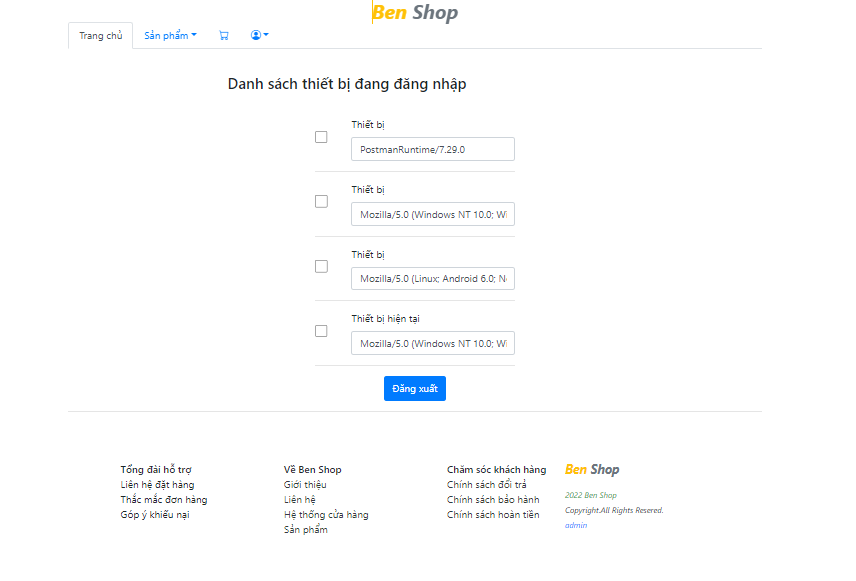 Ben Shop
Trang chủ Sản phẩm
Danh sách thiết bị đang đăng nhập
Thiết bị
PostmanRuntime/7.29.0
Thiết bị
Mozilla/5.0 (Windows NT 10.0; Wi
Thiết bị
Mozilla/5.0 (Linux; Android 6.0; Ne
Thiết bị hiện tại
Mozilla/5.0 (Windows NT 10.0; Wi
Đăng xuất
Tổng đài hỗ trợ
Liên hệ đặt hàng
Thắc mắc đơn hàng
Góp ý khiếu nại
Về Ben Shop
Giới thiệu
Liên hệ
Hệ thống cửa hàng
Sản phẩm
Chăm sóc khách hàng
Chính sách đổi trả
Chính sách bảo hành
Chính sách hoàn tiền
Ben Shop
2022 Ben Shop
Copyright.All Rights Resered.
admin